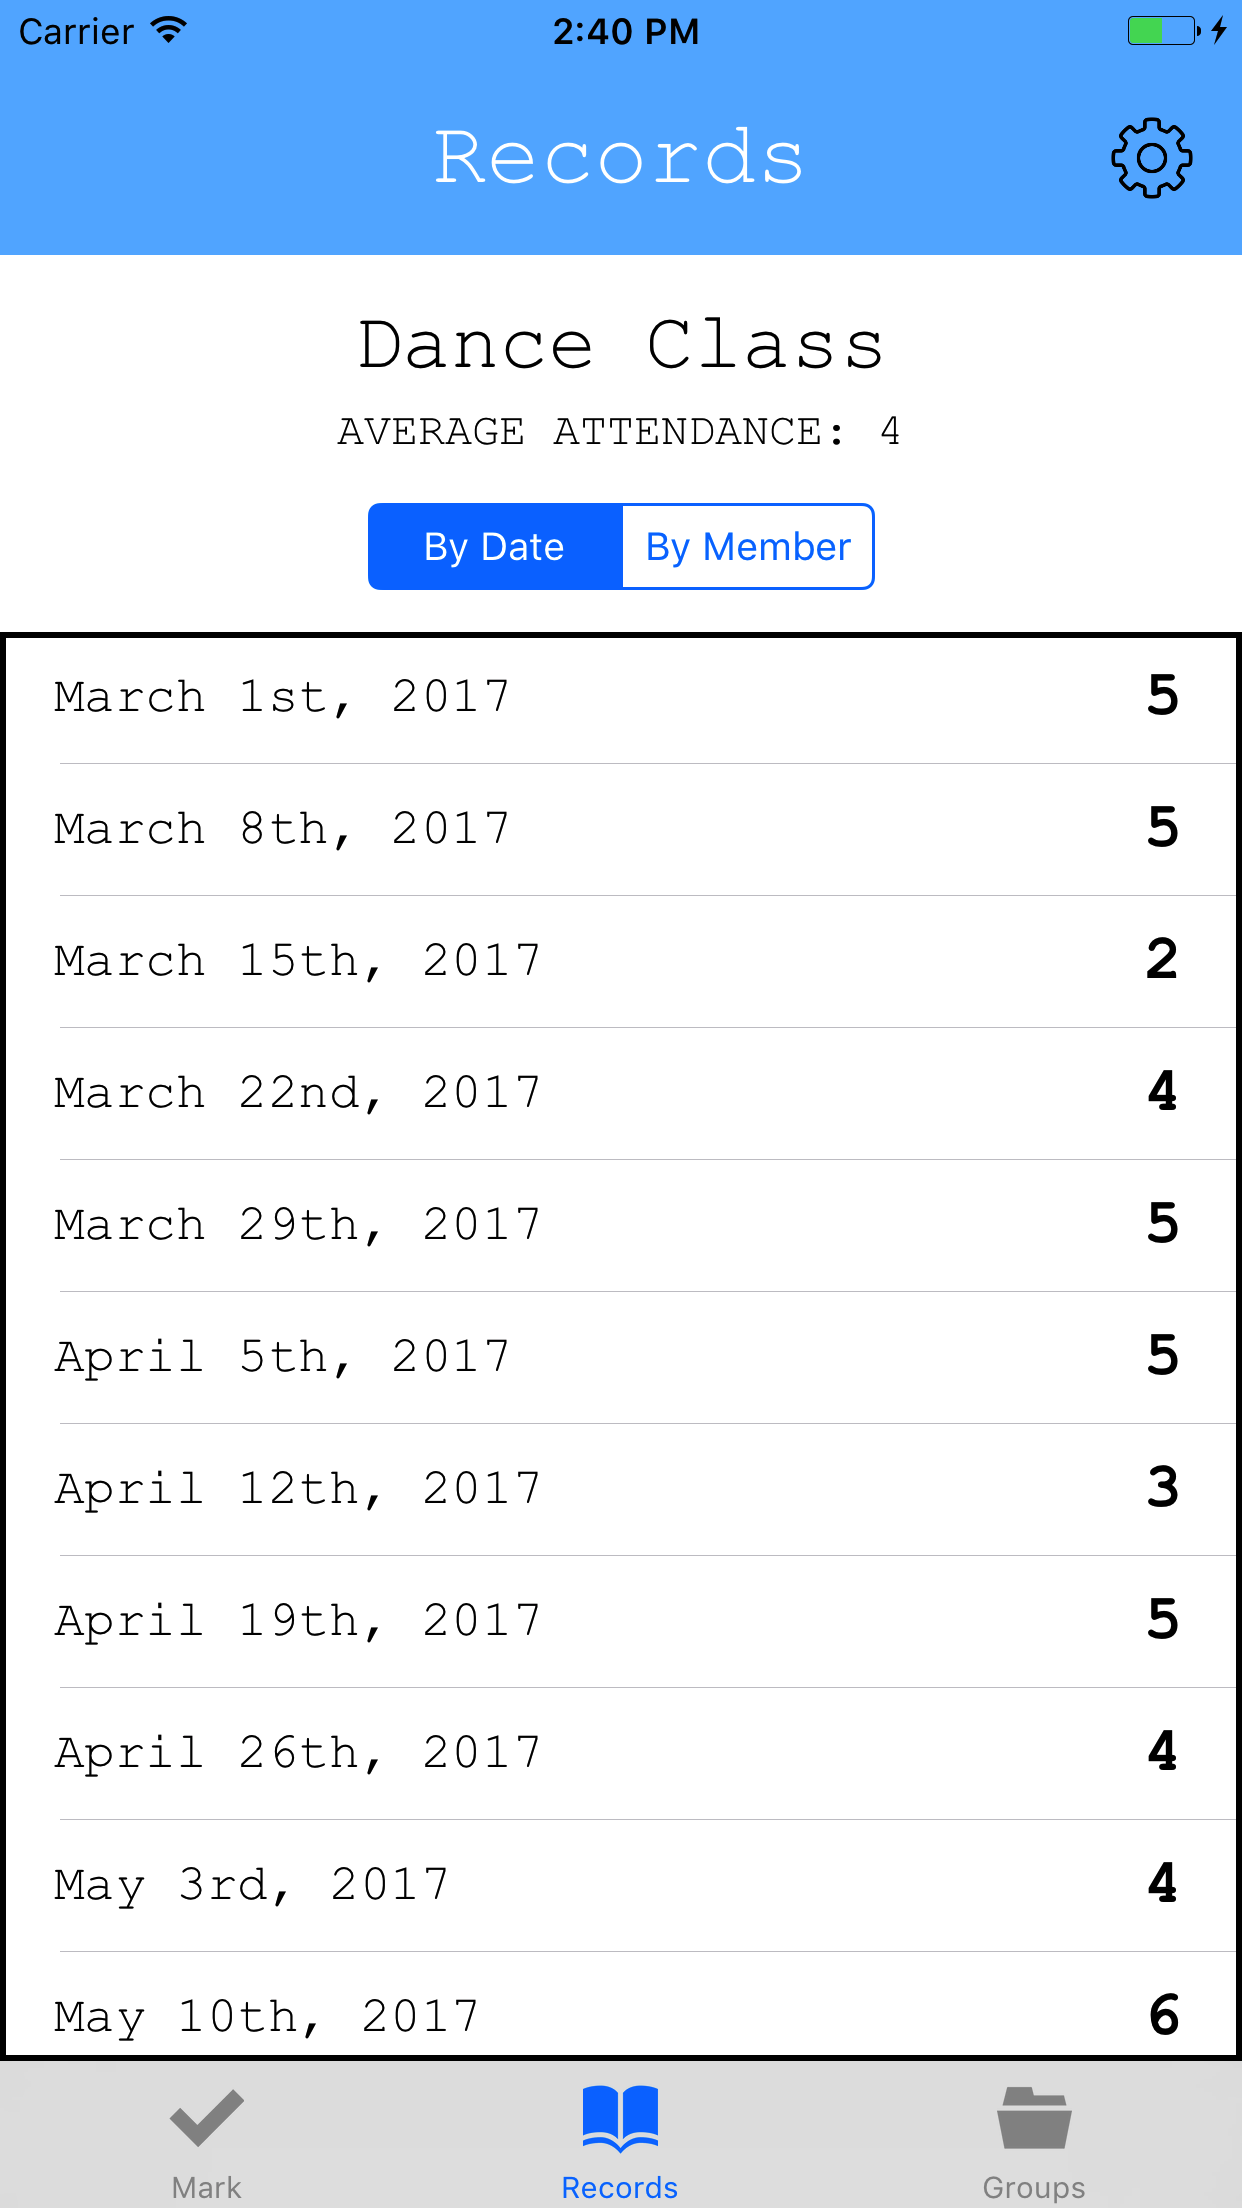 Carrier 2:40 PM
Records
Dance Class
AVERAGE ATTENDANCE: 4
By Date By Member
March 1st, 2017 5
March 8th, 2017 5
March 15th, 2017 2
March 22nd, 2017 4
March 29th, 2017 5
April 5th, 2017 5
April 12th, 2017 3
April 19th, 2017 5
April 26th, 2017 4
May 3rd, 2017 4
May 10th, 2017 6
Mark Records Groups